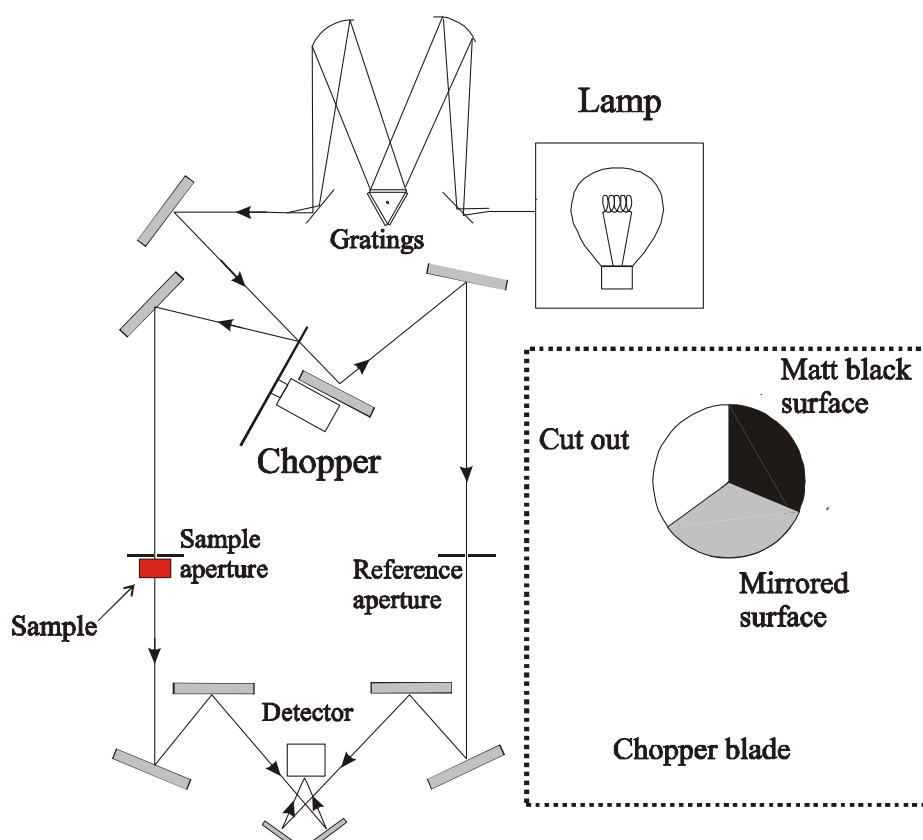 Lamp
Gratings
Matt black
surface
Cut out
Chopper
Sample
aperture
Reference
aperture
Mirrored
surface
Sample
Detector
Chopper blade